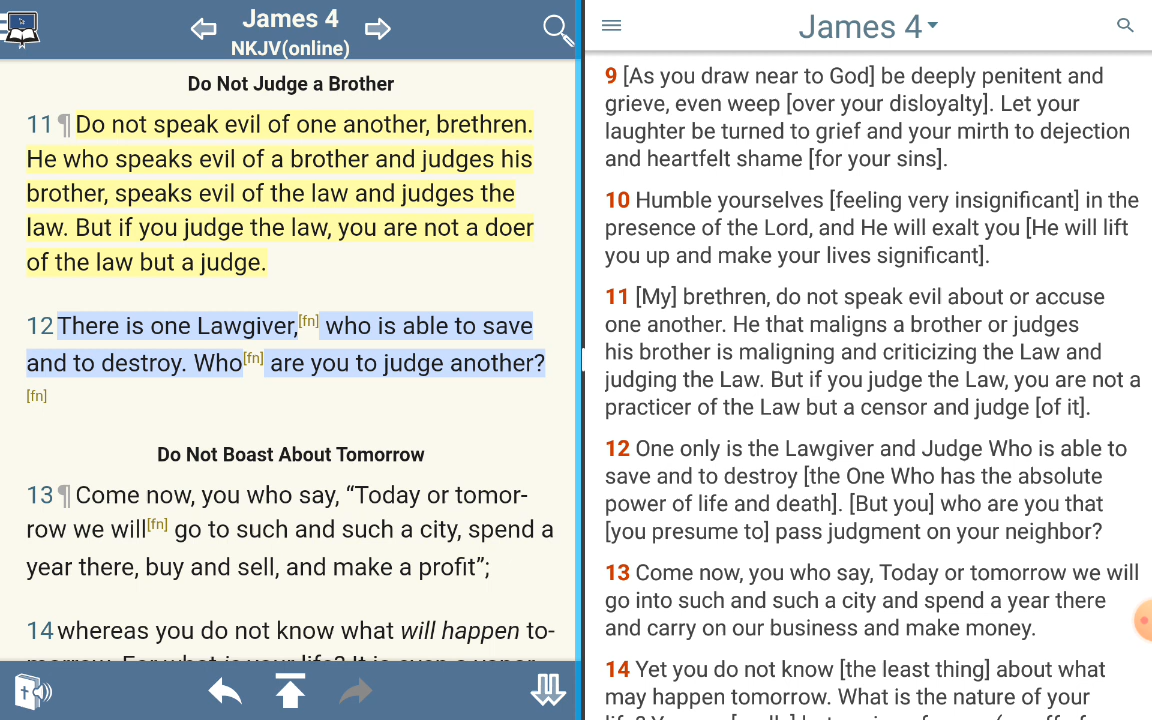 James 4
NKJV(online)
Do Not Judge a Brother
11 ¶ Do not speak evil of one another, brethren.
He who speaks evil of a brother and judges his
brother, speaks evil of the law and judges the
law. But if you judge the law, you are not a doer
of the law but a judge.
12 There is one Lawgiver,[fn] who is able to save
and to destroy. Who[fn] are you to judge another?
[fn]
Do Not Boast About Tomorrow
13 ¶ Come now, you who say, “Today or tomor-
row we will[fn] go to such and such a city, spend a
year there, buy and sell, and make a profit”;
14 whereas you do not know what will happen to-
morrow. For what is your life? It is even a vapor
James 4
9 [As you draw near to God] be deeply penitent and
grieve, even weep [over your disloyalty]. Let your
laughter be turned to grief and your mirth to dejection
and heartfelt shame [for your sins].
10 Humble yourselves [feeling very insignificant] in the
presence of the Lord, and He will exalt you [He will lift
you up and make your lives significant].
11 [My] brethren, do not speak evil about or accuse
one another. He that maligns a brother or judges
his brother is maligning and criticizing the Law and
judging the Law. But if you judge the Law, you are not a
practicer of the Law but a censor and judge [of it].
12 One only is the Lawgiver and Judge Who is able to
save and to destroy [the One Who has the absolute
power of life and death]. [But you] who are you that
[you presume to] pass judgment on your neighbor?
13 Come now, you who say, Today or tomorrow we will
go into such and such a city and spend a year there
and carry on our business and make money.
14 Yet you do not know [the least thing] about what
may happen tomorrow. What is the nature of your